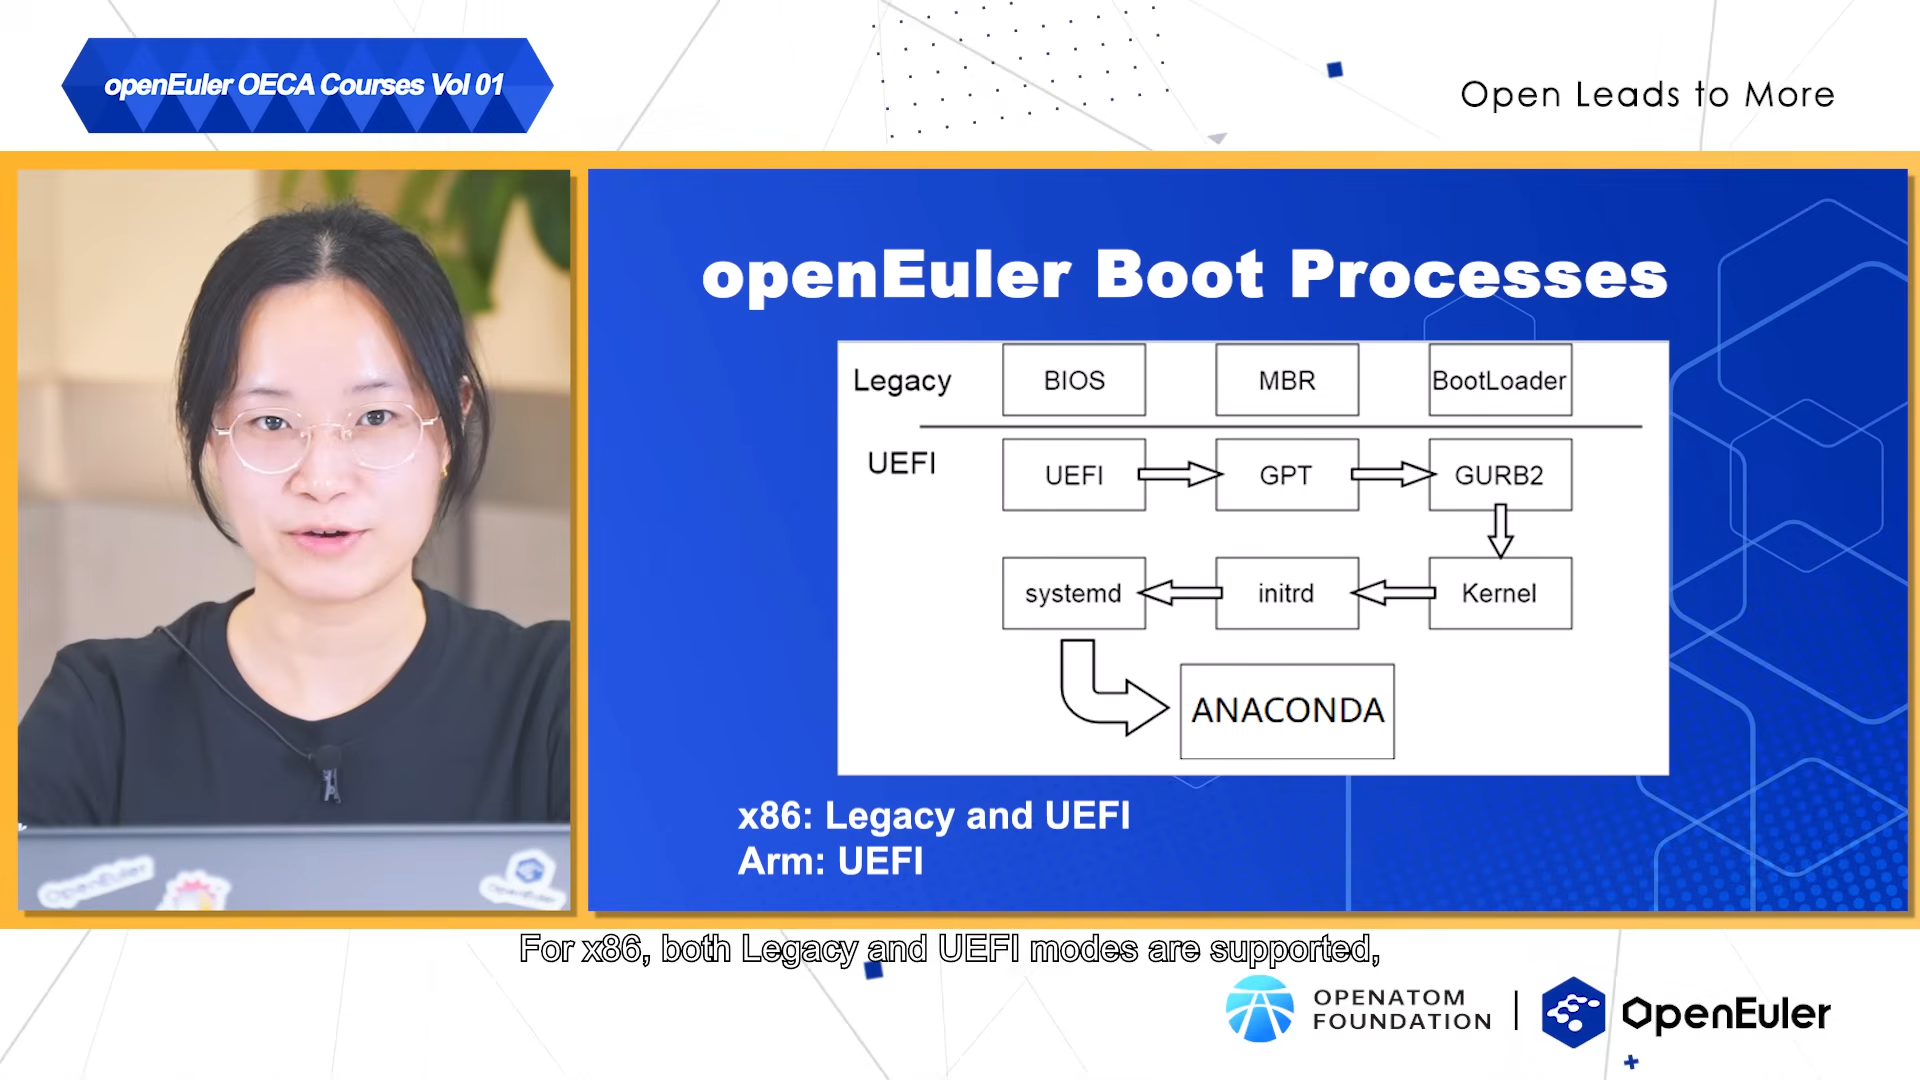 openEuler OECA Courses Vol 01
Open Leads to More
openEuler Boot Processes
Legacy
BIOS
MBR
BootLoader
UEFI
UEFI
GPT
GURB2
systemd
initrd
Kernel
ANACONDA
x86: Legacy and UEFI
Arm: UEFI
OpenEuler
OpenEuler
For x86, both Legacy and UEFI modes are supported,
OPENATOM
FOUNDATION
OpenEuler